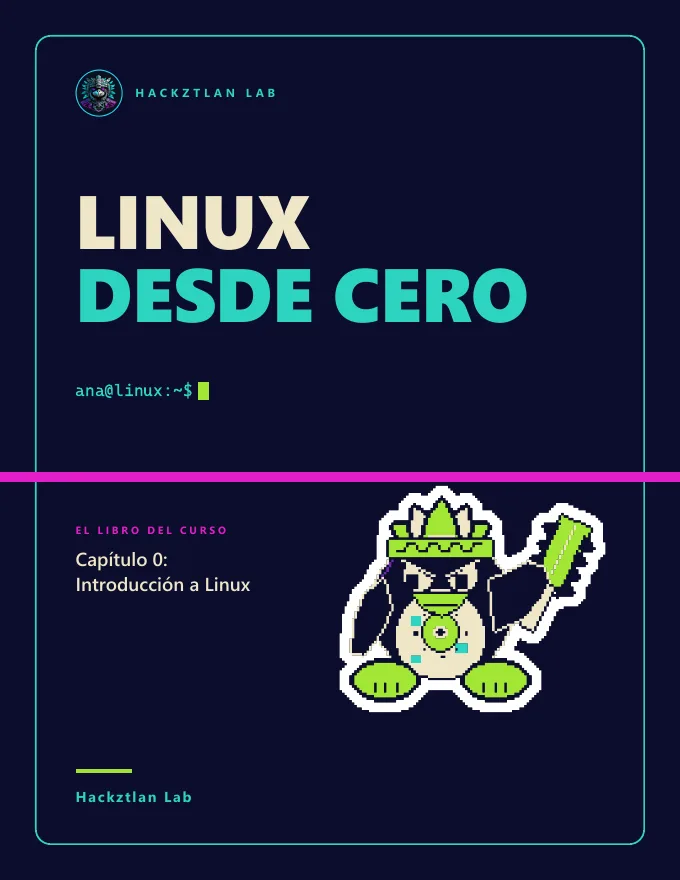 HACKZTLAN LAB
LINUX
DESDE CERO
ana@linux:~$
EL LIBRO DEL CURSO
Capítulo 0:
Introducción a Linux
Hackztlan Lab